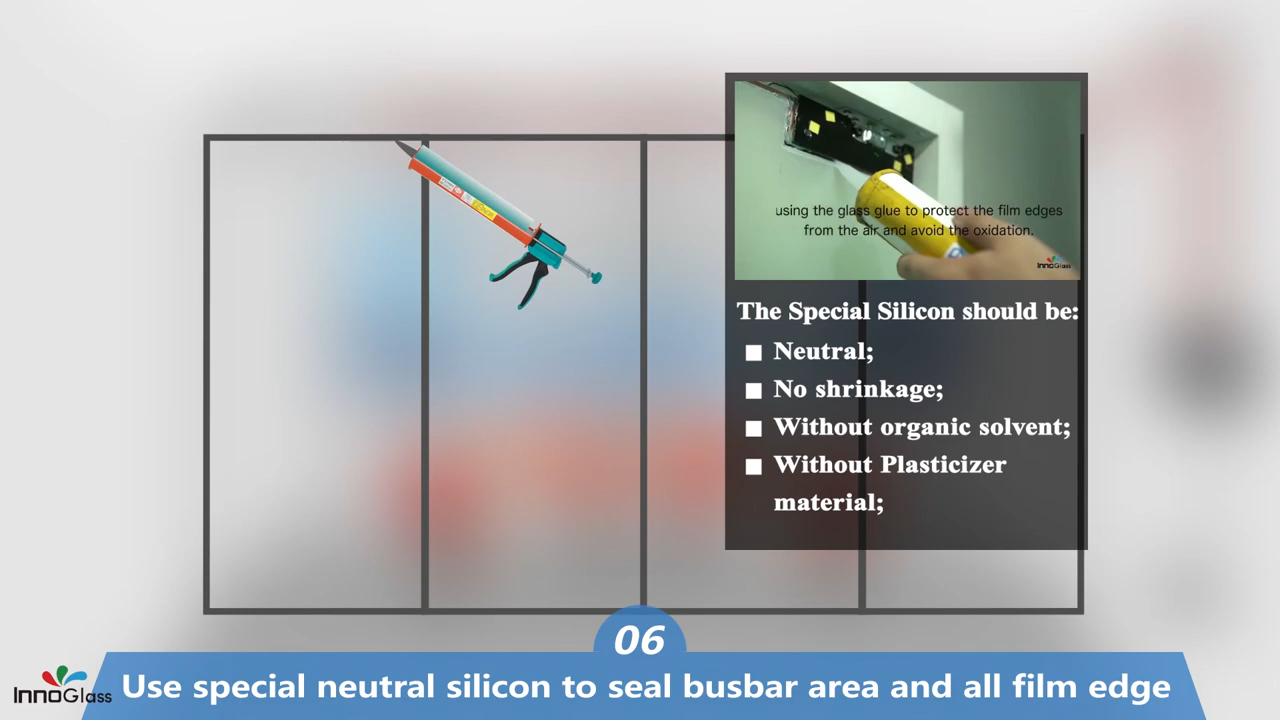 using the glass glue to protect the film edges
from the air and avoid the oxidation.
InnoGlass
The Special Silicon should be:
Neutral;
No shrinkage;
Without organic solvent;
Without Plasticizer
material;
06
InnoGlass
Use special neutral silicon to seal busbar area and all film edge